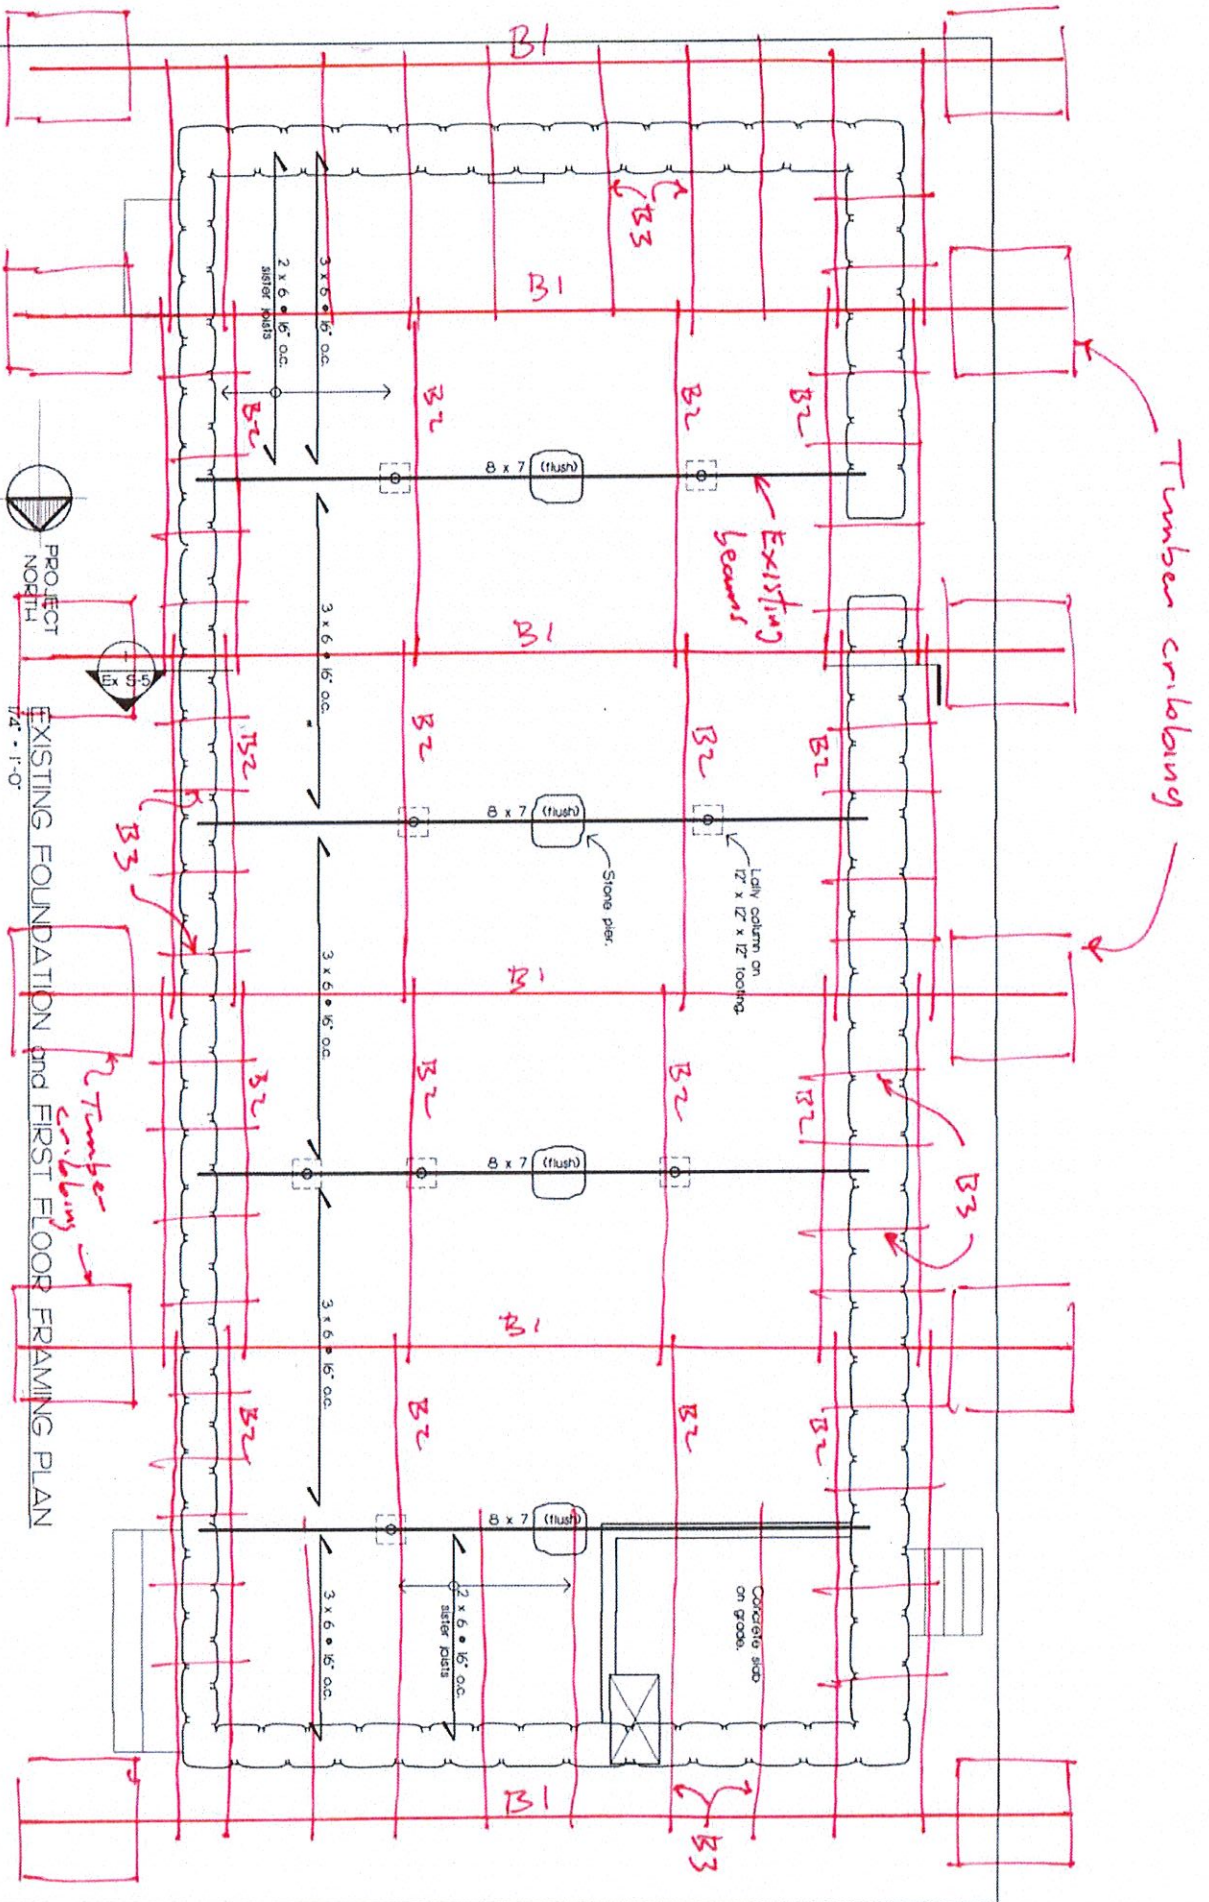 Timber cribbing
B1
B3
B1
B2
B2
B2
B2
3 x 6 @ 16" o.c.
2 x 6 @ 16" o.c.
sister joists
8 x 7 (flush)
Existing
beams
3 x 6 @ 16" o.c.
B1
PROJECT
NORTH
Ex S-5
B2
B2
B2
B2
8 x 7 (flush)
Lally column on
12" x 12" x 12" footing.
Stone pier.
B3
3 x 6 @ 16" o.c.
B1
B2
B2
B2
B2
B3
8 x 7 (flush)
Timber
cribbing
3 x 6 @ 16" o.c.
B1
B2
B2
B2
B2
8 x 7 (flush)
Concrete slab
on grade.
2 x 6 @ 16" o.c.
sister joists
3 x 6 @ 16" o.c.
B1
B3
EXISTING FOUNDATION and FIRST FLOOR FRAMING PLAN
1/4" = 1'-0"